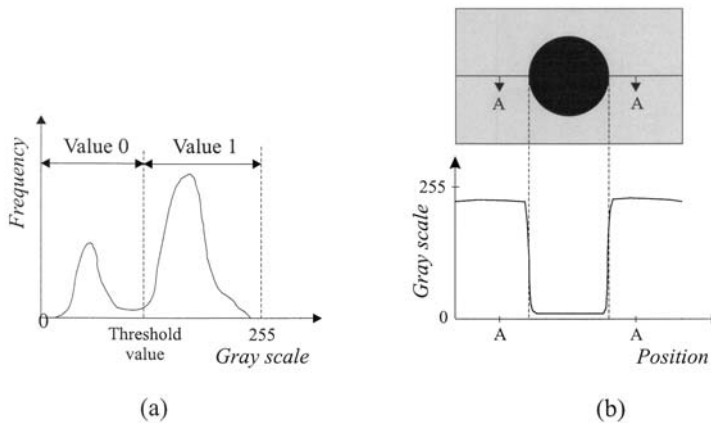 Value 0
Value 1
Frequency
0
Threshold
value
255
Gray scale
(a)
A
A
255
Gray scale
0
A
A
Position
(b)